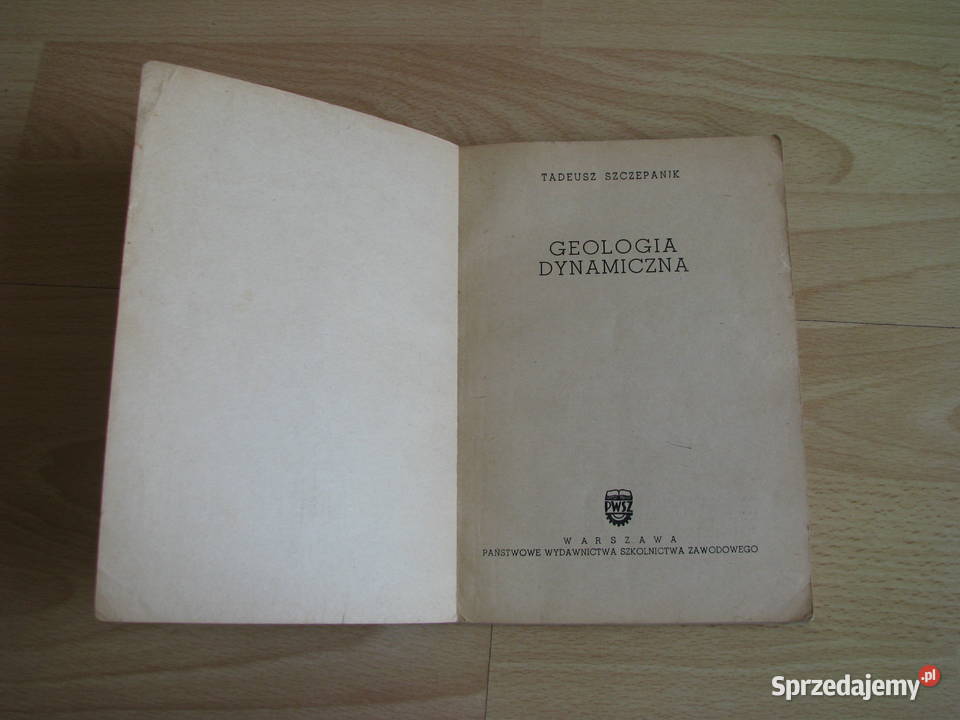 TADEUSZ SZCZEPANIK
GEOLOGIA
DYNAMICZNA
PWSZ
WARSZAWA
PAŃSTWOWE WYDAWNICTWA SZKOLNICTWA ZAWODOWEGO
Sprzedajemy.pl